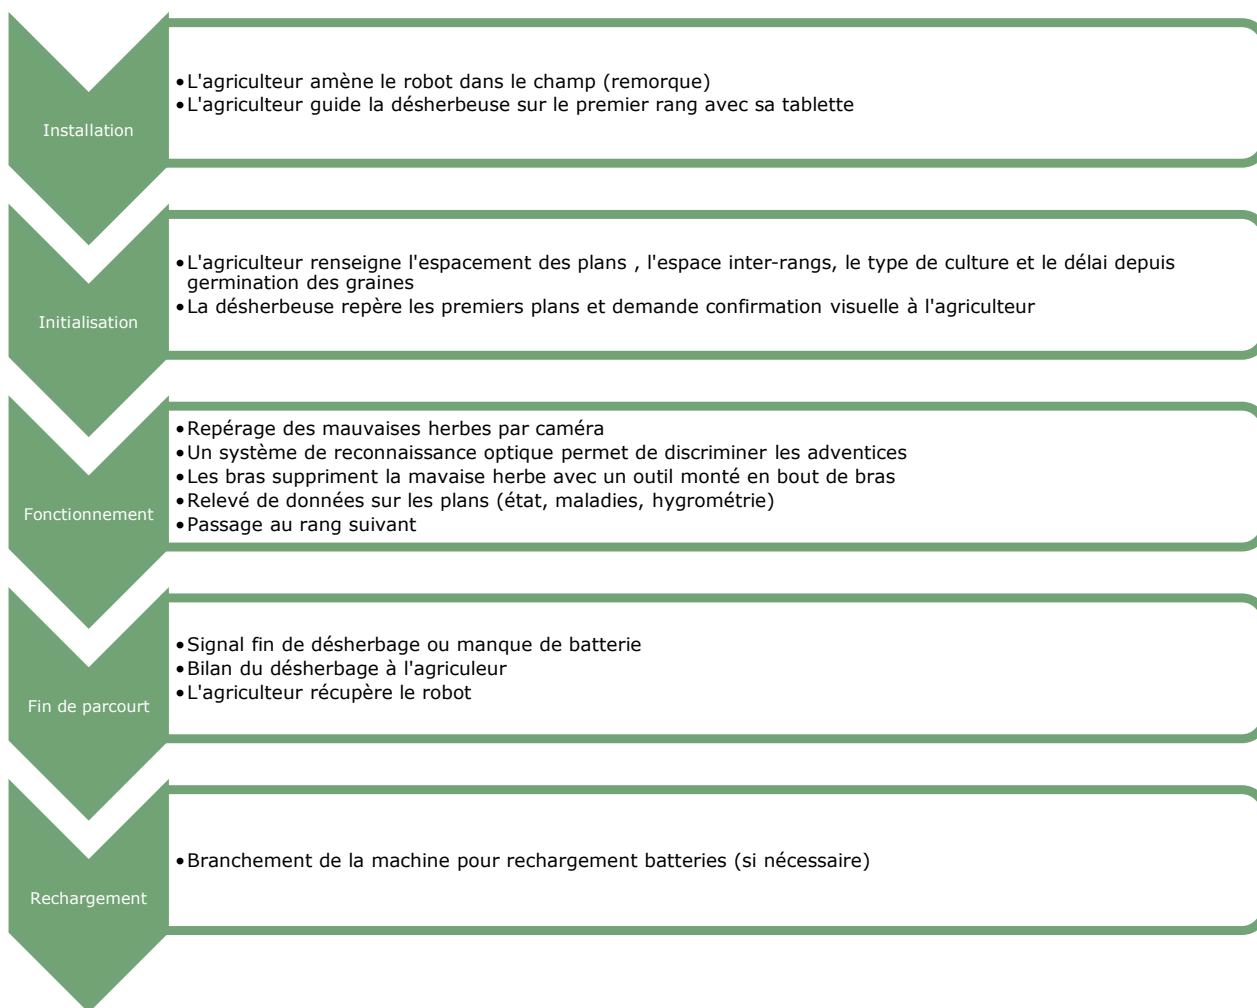 Installation
•L'agriculteur amène le robot dans le champ (remorque)
•L'agriculteur guide la désherbeuse sur le premier rang avec sa tablette
Initialisation
•L'agriculteur renseigne l'espacement des plans , l'espace inter-rangs, le type de culture et le délai depuis
germination des graines
•La désherbeuse repère les premiers plans et demande confirmation visuelle à l'agriculteur
Fonctionnement
•Repérage des mauvaises herbes par caméra
•Un système de reconnaissance optique permet de discriminer les adventices
•Les bras suppriment la mavaise herbe avec un outil monté en bout de bras
•Relevé de données sur les plans (état, maladies, hygrométrie)
•Passage au rang suivant
Fin de parcourt
•Signal fin de désherbage ou manque de batterie
•Bilan du désherbage à l'agriculeur
•L'agriculteur récupère le robot
Rechargement
•Branchement de la machine pour rechargement batteries (si nécessaire)